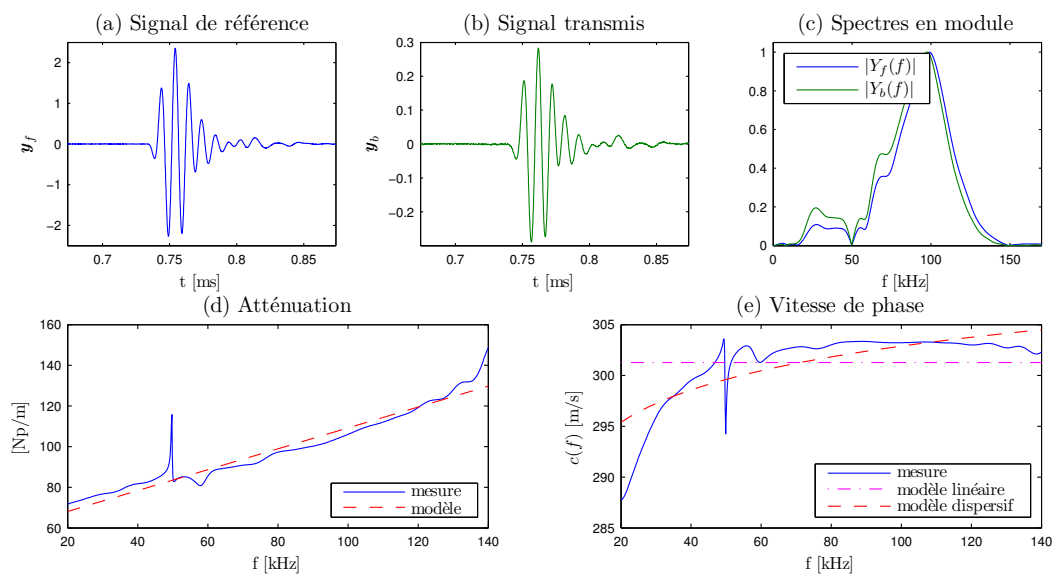 (a) Signal de référence
(b) Signal transmis
(c) Spectres en module
2
1
0
−1
−2
y_f
0.7 0.75 0.8 0.85
t [ms]
0.3
0.2
0.1
0
−0.1
−0.2
y_b
0.7 0.75 0.8 0.85
t [ms]
1
0.8
0.6
0.4
0.2
0
|Y_f(f)|
|Y_b(f)|
0 50 100 150
f [kHz]
(d) Atténuation
(e) Vitesse de phase
160
140
120
100
80
60
[Np/m]
mesure
modèle
20 40 60 80 100 120 140
f [kHz]
305
300
295
290
285
c(f) [m/s]
mesure
modèle linéaire
modèle dispersif
20 40 60 80 100 120 140
f [kHz]